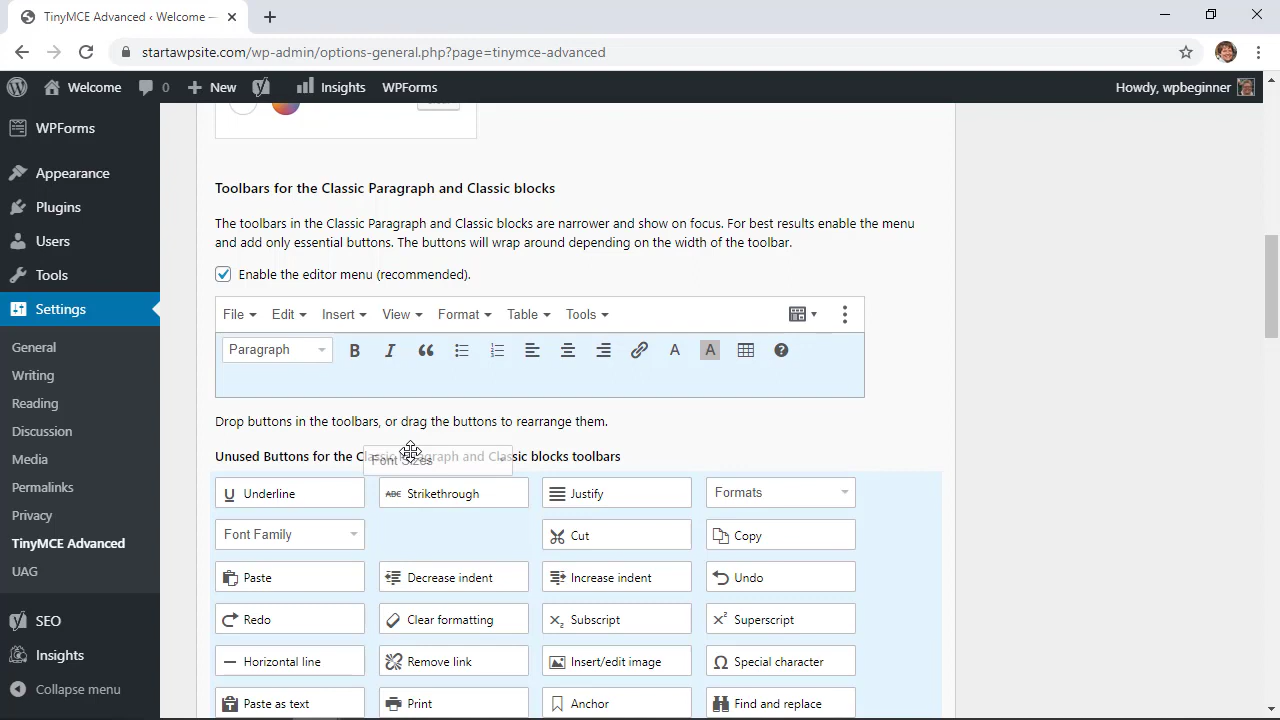 TinyMCE Advanced ‹ Welcome —
startawpsite.com/wp-admin/options-general.php?page=tinymce-advanced
Welcome 0 New Insights WPForms Howdy, wpbeginner
WPForms
Appearance
Plugins
Users
Tools
Settings
General
Writing
Reading
Discussion
Media
Permalinks
Privacy
TinyMCE Advanced
UAG
SEO
Insights
Collapse menu
Toolbars for the Classic Paragraph and Classic blocks
The toolbars in the Classic Paragraph and Classic blocks are narrower and show on focus. For best results enable the menu
and add only essential buttons. The buttons will wrap around depending on the width of the toolbar.
Enable the editor menu (recommended).
File Edit Insert View Format Table Tools
Paragraph B I A A
Drop buttons in the toolbars, or drag the buttons to rearrange them.
Unused Buttons for the Classic Paragraph and Classic blocks toolbars
Font Sizes
U Underline ABC Strikethrough Justify Formats
Font Family Cut Copy
Paste Decrease indent Increase indent Undo
Redo Clear formatting Subscript Superscript
Horizontal line Remove link Insert/edit image Ω Special character
Paste as text Print Anchor Find and replace